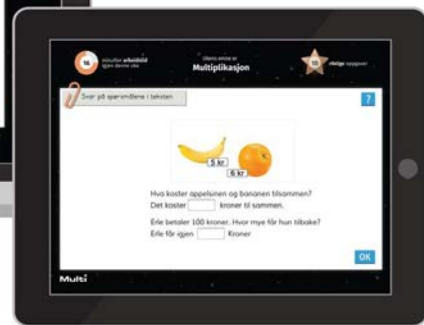 16
minutter arbeidstid
igjen denne uka
Ukens emne er
Multiplikasjon
10
riktige oppgaver
Svar på spørsmålene i teksten
?
5 kr
6 kr
Hva koster appelsinen og bananen tilsammen?
Det koster kroner til sammen.
Erle betaler 100 kroner. Hvor mye får hun tilbake?
Erle får igjen Kroner
OK
Multi